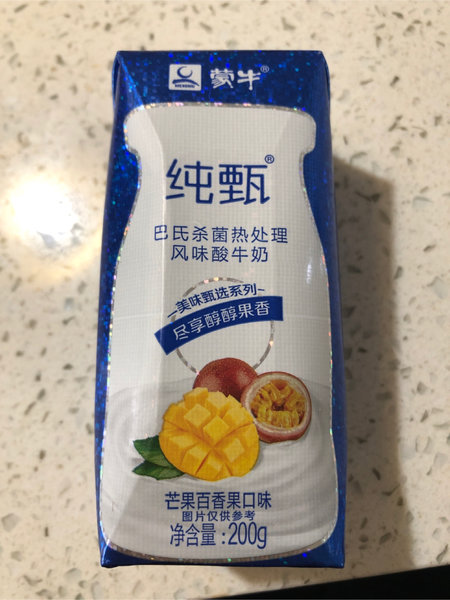 MENGNIU
蒙牛®
纯甄®
巴氏杀菌热处理
风味酸牛奶
美味甄选系列
尽享醇醇果香
芒果百香果口味
图片仅供参考
净含量:200g